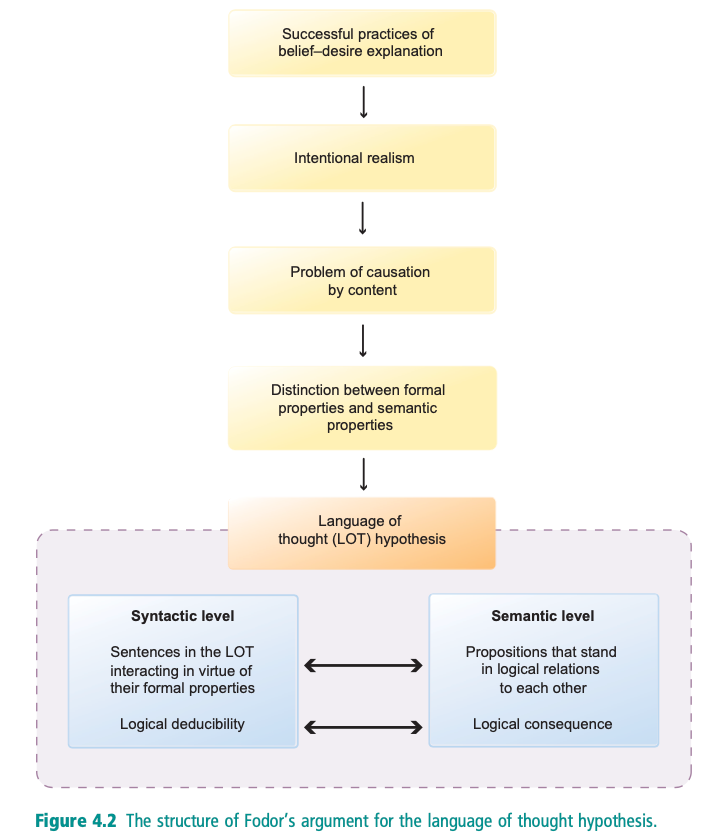 Successful practices of
belief–desire explanation
Intentional realism
Problem of causation
by content
Distinction between formal
properties and semantic
properties
Language of
thought (LOT) hypothesis
Syntactic level
Sentences in the LOT
interacting in virtue of
their formal properties
Logical deducibility
Semantic level
Propositions that stand
in logical relations
to each other
Logical consequence
Figure 4.2 The structure of Fodor’s argument for the language of thought hypothesis.